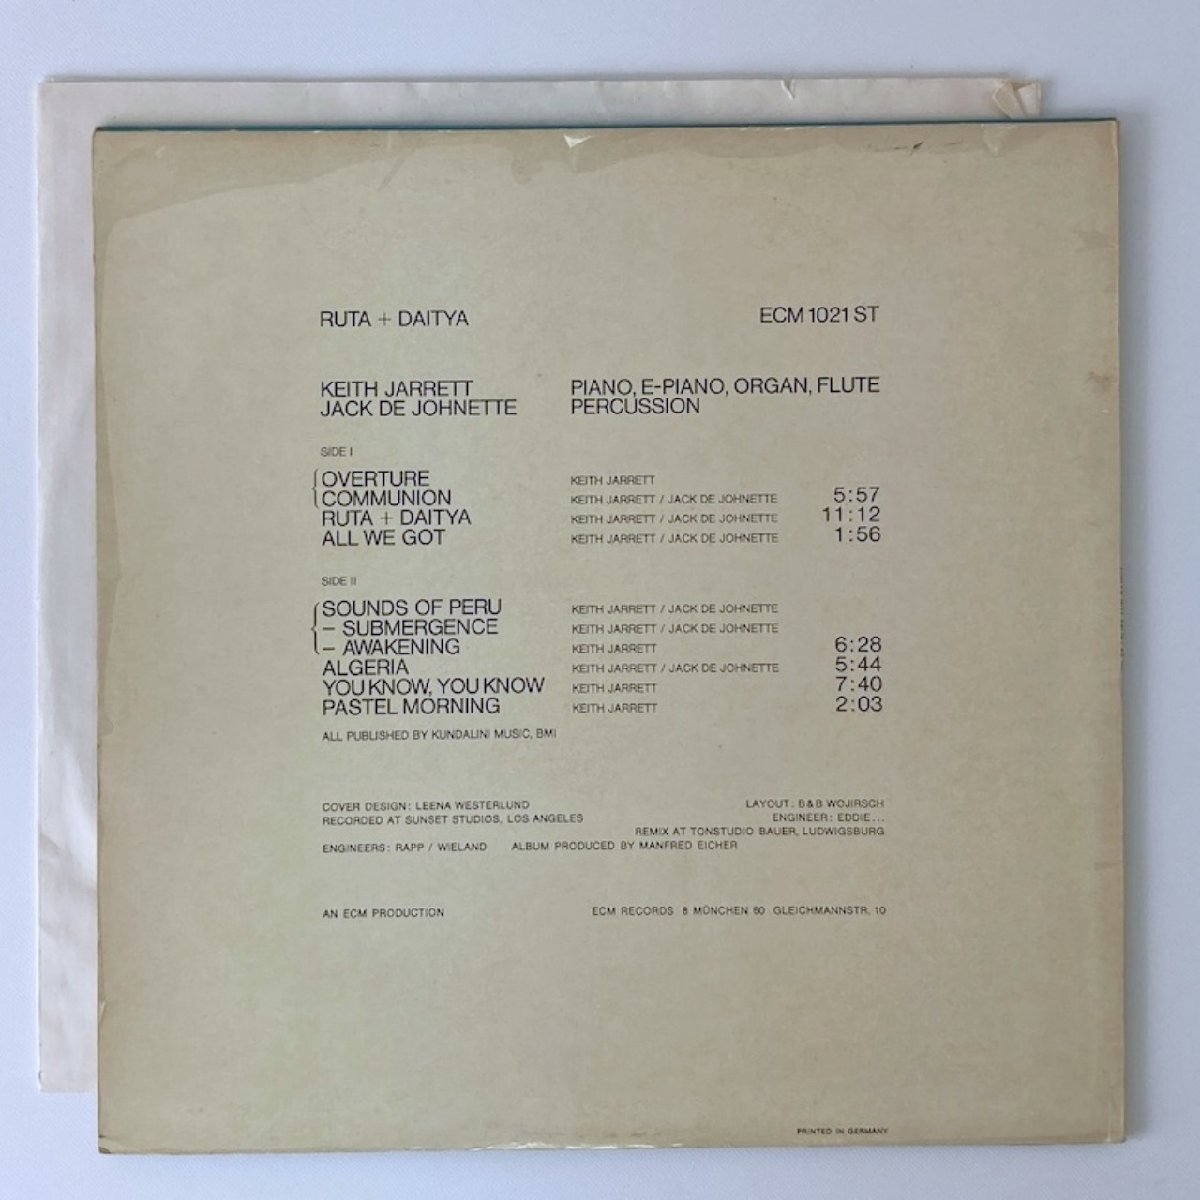 RUTA + DAITYA ECM 1021 ST
KEITH JARRETT PIANO, E-PIANO, ORGAN, FLUTE
JACK DE JOHNETTE PERCUSSION
SIDE I
OVERTURE KEITH JARRETT
COMMUNION KEITH JARRETT / JACK DE JOHNETTE 5:57
RUTA + DAITYA KEITH JARRETT / JACK DE JOHNETTE 11:12
ALL WE GOT KEITH JARRETT / JACK DE JOHNETTE 1:56
SIDE II
SOUNDS OF PERU KEITH JARRETT / JACK DE JOHNETTE
– SUBMERGENCE KEITH JARRETT / JACK DE JOHNETTE
– AWAKENING KEITH JARRETT 6:28
ALGERIA KEITH JARRETT / JACK DE JOHNETTE 5:44
YOU KNOW, YOU KNOW KEITH JARRETT 7:40
PASTEL MORNING KEITH JARRETT 2:03
ALL PUBLISHED BY KUNDALINI MUSIC, BMI
COVER DESIGN: LEENA WESTERLUND LAYOUT: B&B WOJIRSCH
RECORDED AT SUNSET STUDIOS, LOS ANGELES ENGINEER: EDDIE...
REMIX AT TONSTUDIO BAUER, LUDWIGSBURG
ENGINEERS: RAPP / WIELAND ALBUM PRODUCED BY MANFRED EICHER
AN ECM PRODUCTION ECM RECORDS 8 MÜNCHEN 60 GLEICHMANNSTR. 10
PRINTED IN GERMANY